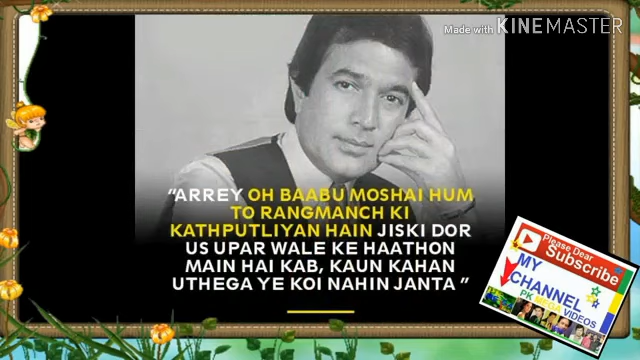 Made with KINEMASTER
“ARREY OH BAABU MOSHAI HUM
TO RANGMANCH KI
KATHPUTLIYAN HAIN JISKI DOR
US UPAR WALE KE HAATHON
MAIN HAI KAB, KAUN KAHAN
UTHEGA YE KOI NAHIN JANTA ”
Please Dear
Subscribe
MY
CHANNEL
PK
VIDEOS